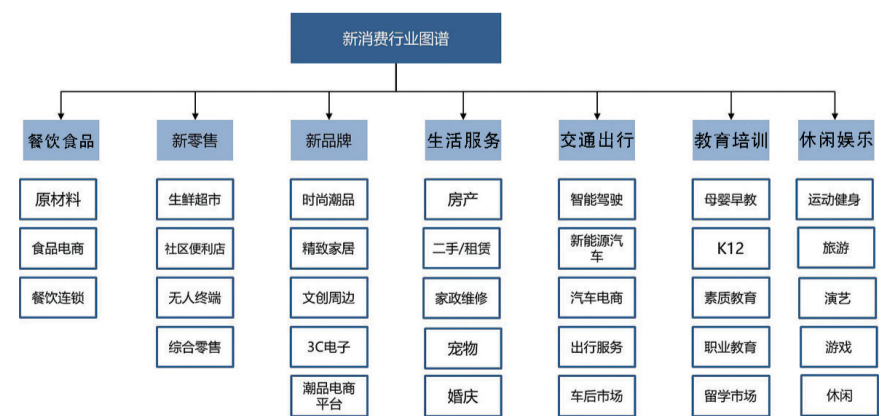 新消费行业图谱
餐饮食品
新零售
新品牌
生活服务
交通出行
教育培训
休闲娱乐
原材料
生鲜超市
时尚潮品
房产
智能驾驶
母婴早教
运动健身
食品电商
社区便利店
精致家居
二手/租赁
新能源汽
车
K12
旅游
餐饮连锁
无人终端
文创周边
家政维修
汽车电商
素质教育
演艺
综合零售
3C电子
宠物
出行服务
职业教育
游戏
潮品电商
平台
婚庆
车后市场
留学市场
休闲